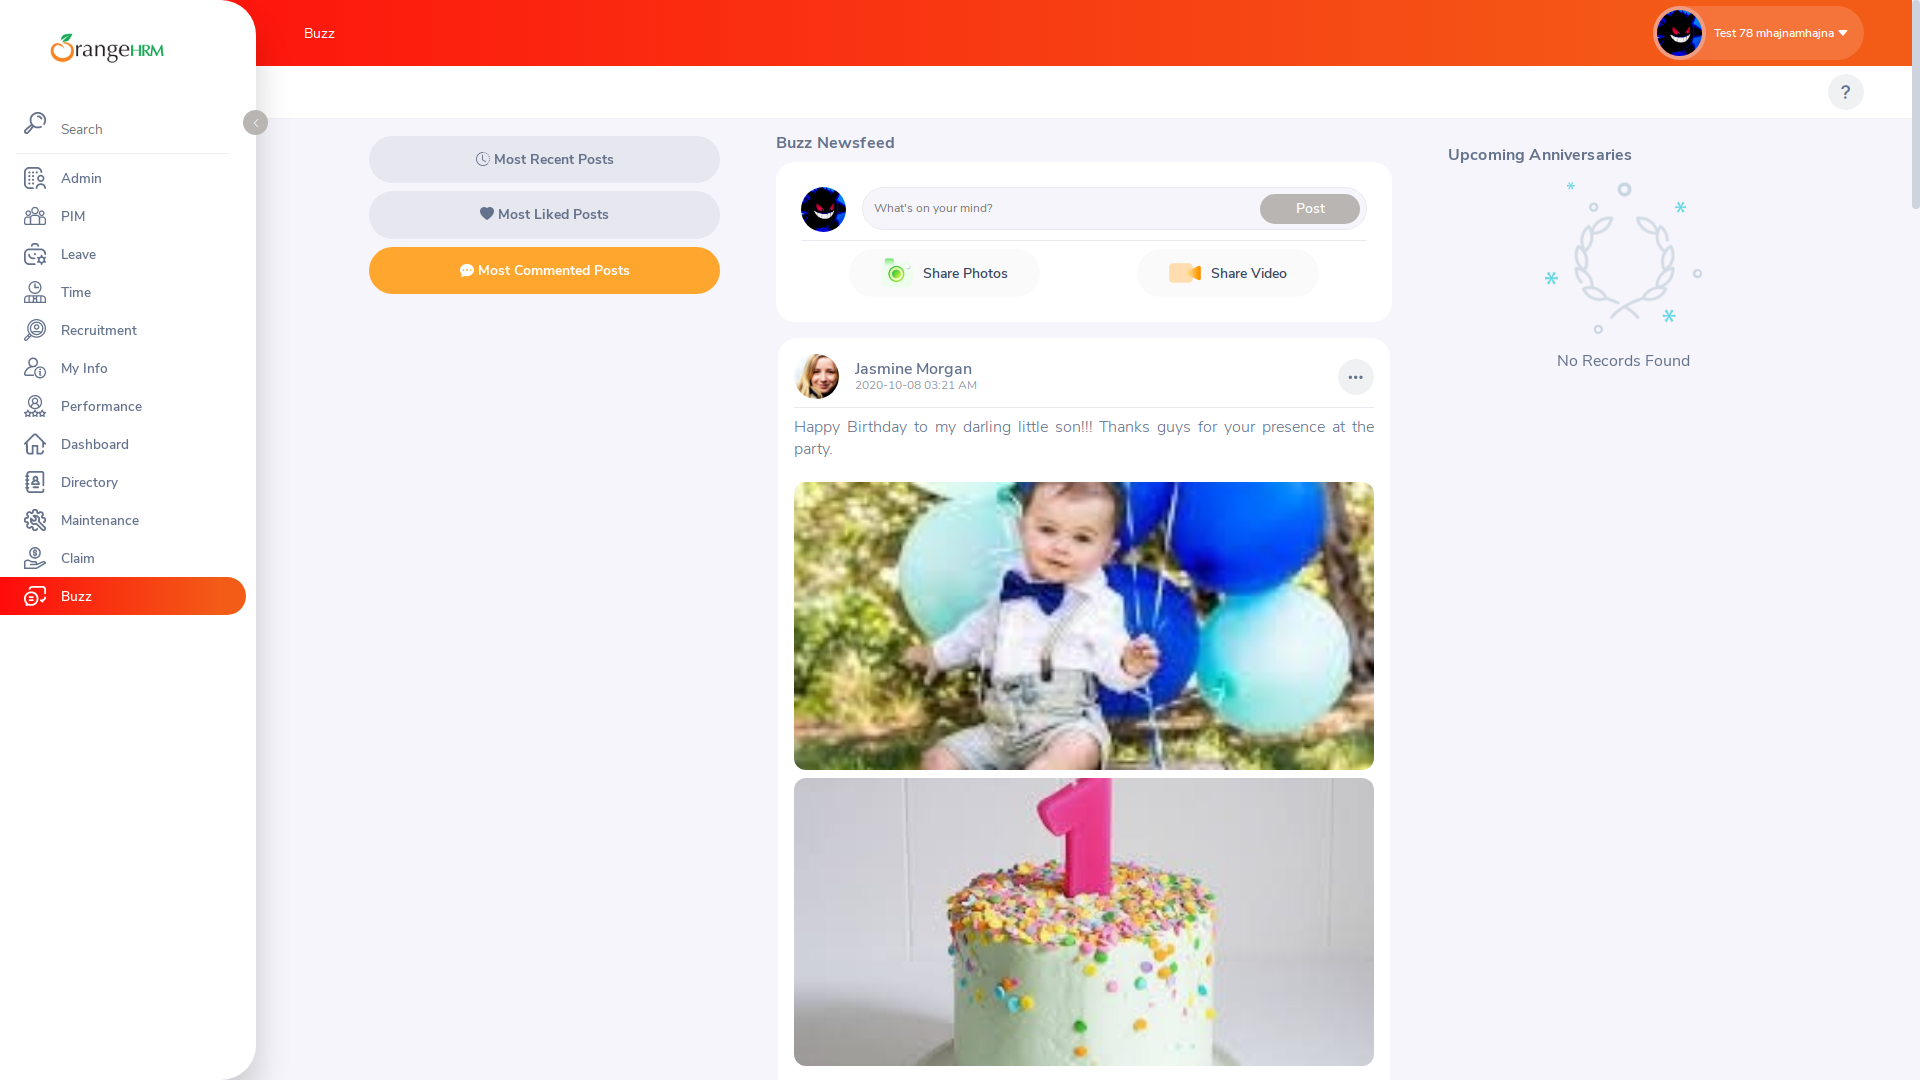 OrangeHRM
Search
Admin
PIM
Leave
Time
Recruitment
My Info
Performance
Dashboard
Directory
Maintenance
Claim
Buzz
Buzz
Test 78 mhajnamhajna
?
Most Recent Posts
Most Liked Posts
Most Commented Posts
Buzz Newsfeed
What's on your mind?
Post
Share Photos
Share Video
Jasmine Morgan
2020-10-08 03:21 AM
Happy Birthday to my darling little son!!! Thanks guys for your presence at the
party.
1
Upcoming Anniversaries
No Records Found